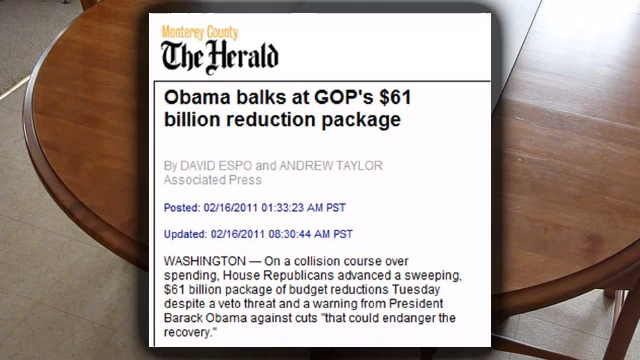 Monterey County
The Herald
Obama balks at GOP's $61
billion reduction package
By DAVID ESPO and ANDREW TAYLOR
Associated Press
Posted: 02/16/2011 01:33:23 AM PST
Updated: 02/16/2011 08:30:44 AM PST
WASHINGTON — On a collision course over
spending, House Republicans advanced a sweeping,
$61 billion package of budget reductions Tuesday
despite a veto threat and a warning from President
Barack Obama against cuts "that could endanger the
recovery."